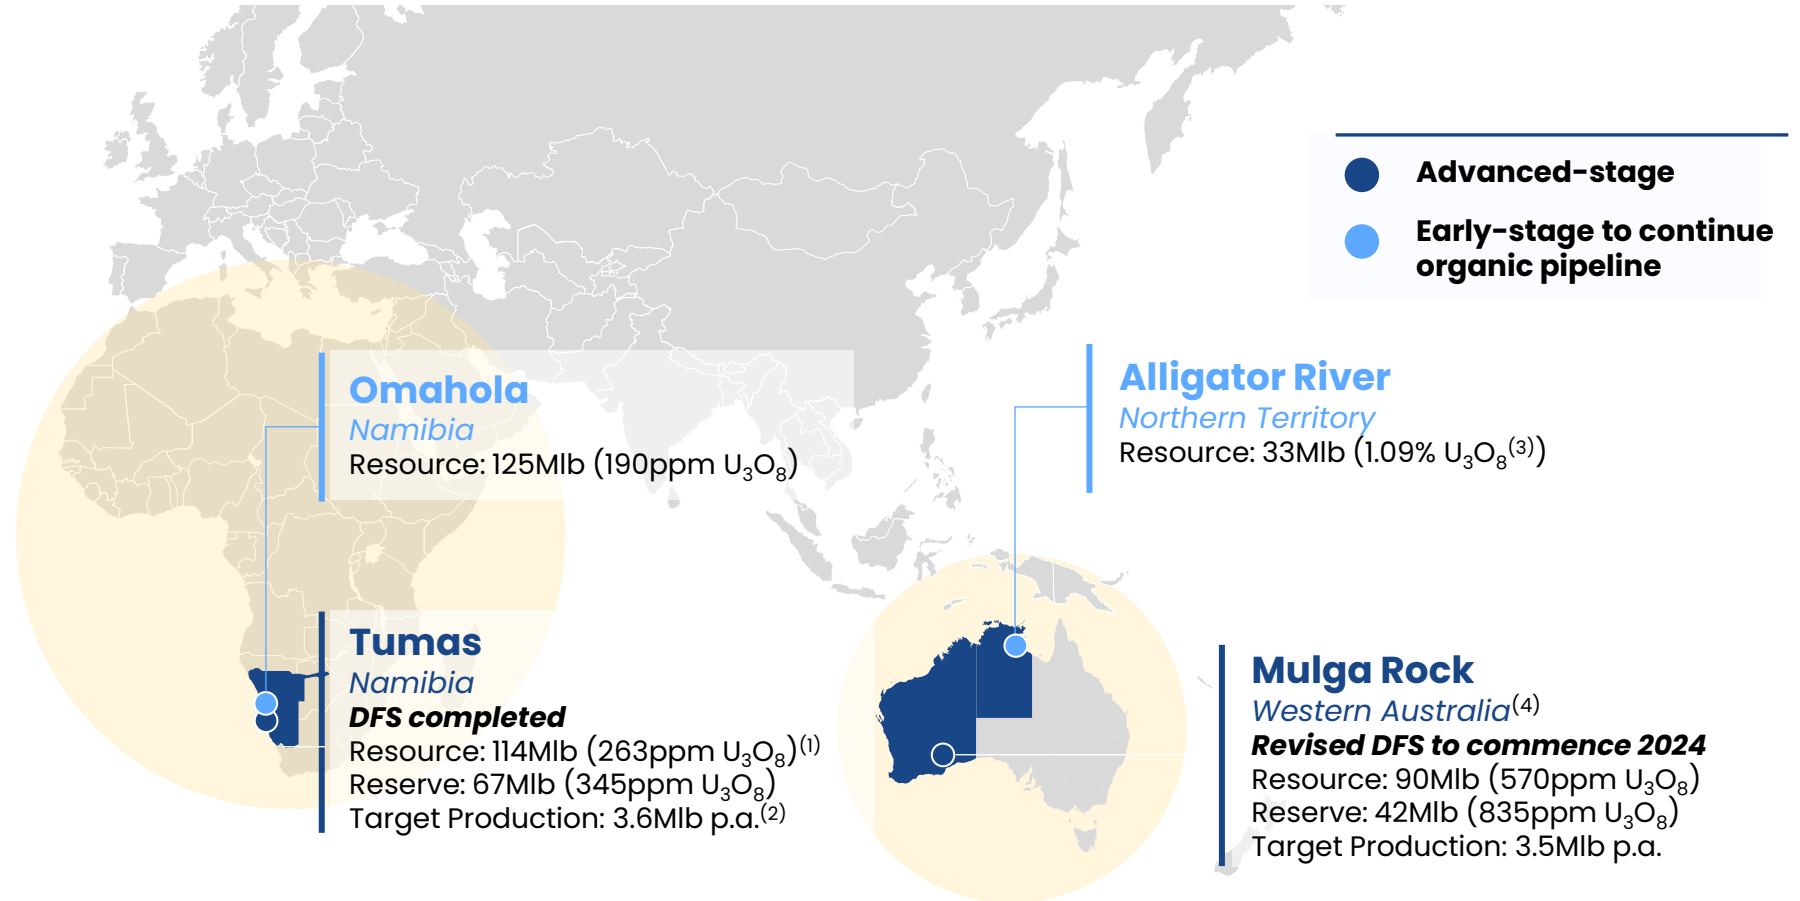 Advanced-stage
Early-stage to continue
organic pipeline
Omahola
Namibia
Resource: 125Mlb (190ppm U₃O₈)
Alligator River
Northern Territory
Resource: 33Mlb (1.09% U₃O₈⁽³⁾)
Tumas
Namibia
DFS completed
Resource: 114Mlb (263ppm U₃O₈)⁽¹⁾
Reserve: 67Mlb (345ppm U₃O₈)
Target Production: 3.6Mlb p.a.⁽²⁾
Mulga Rock
Western Australia⁽⁴⁾
Revised DFS to commence 2024
Resource: 90Mlb (570ppm U₃O₈)
Reserve: 42Mlb (835ppm U₃O₈)
Target Production: 3.5Mlb p.a.